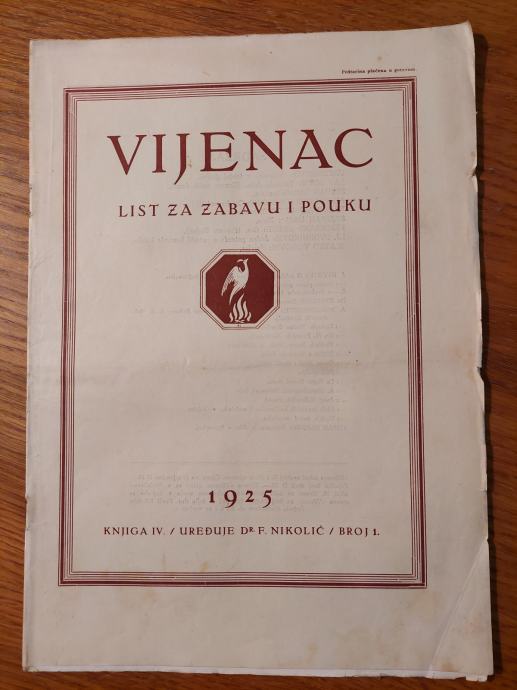 Poštarina plaćena u gotovom.
VIJENAC
LIST ZA ZABAVU I POUKU
1925
KNJIGA IV. / UREĐUJE DR. F. NIKOLIĆ / BROJ 1.